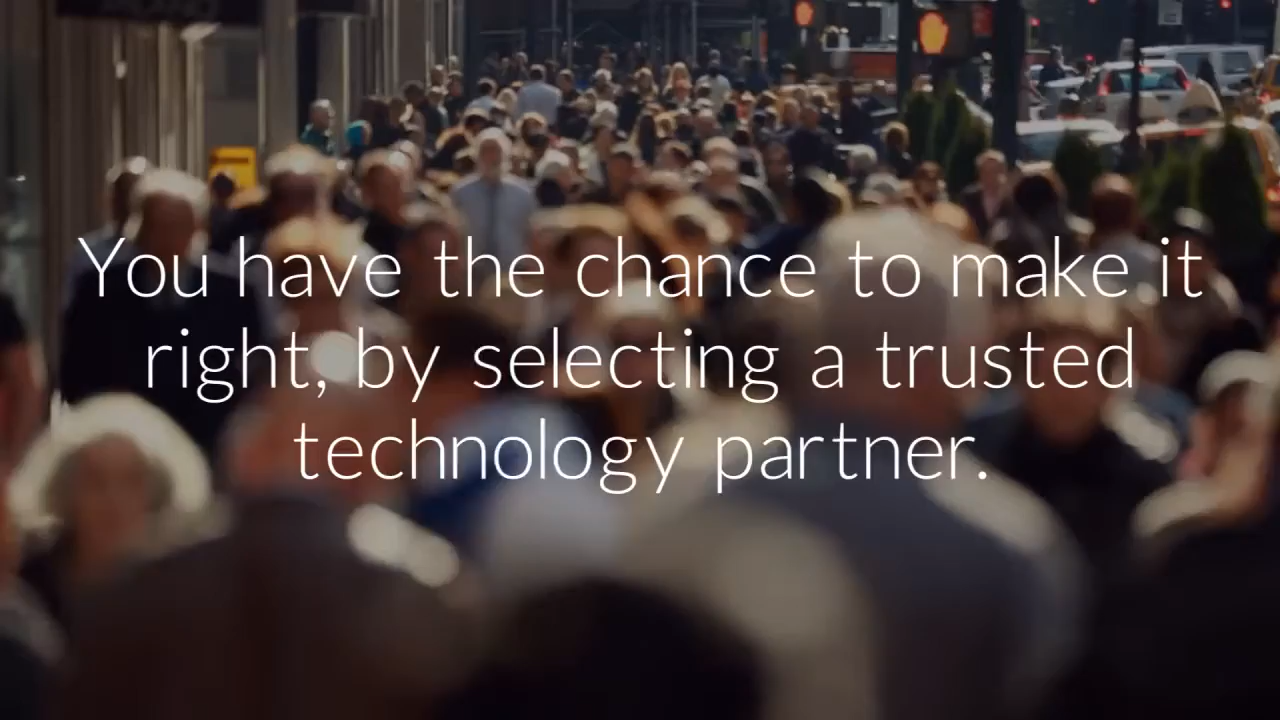 You have the chance to make it
right, by selecting a trusted
technology partner.